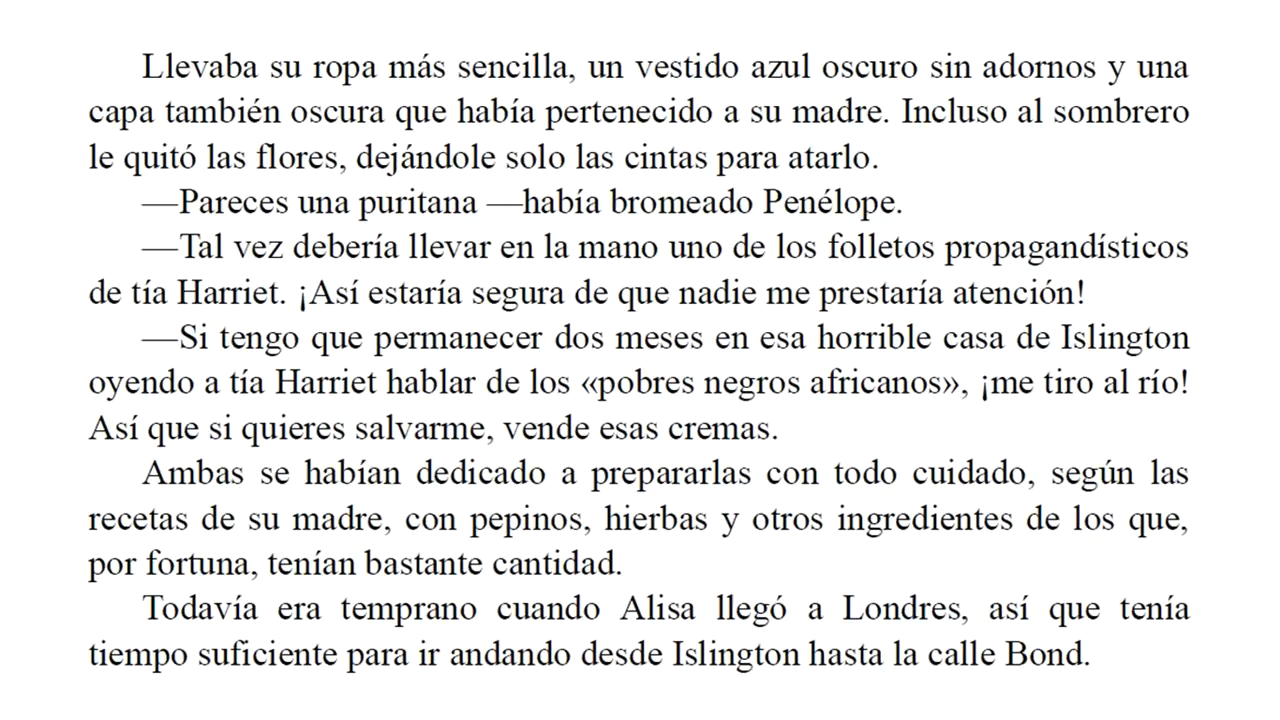 Llevaba su ropa más sencilla, un vestido azul oscuro sin adornos y una
capa también oscura que había pertenecido a su madre. Incluso al sombrero
le quitó las flores, dejándole solo las cintas para atarlo.
—Pareces una puritana —había bromeado Penélope.
—Tal vez debería llevar en la mano uno de los folletos propagandísticos
de tía Harriet. ¡Así estaría segura de que nadie me prestaría atención!
—Si tengo que permanecer dos meses en esa horrible casa de Islington
oyendo a tía Harriet hablar de los «pobres negros africanos», ¡me tiro al río!
Así que si quieres salvarme, vende esas cremas.
Ambas se habían dedicado a prepararlas con todo cuidado, según las
recetas de su madre, con pepinos, hierbas y otros ingredientes de los que,
por fortuna, tenían bastante cantidad.
Todavía era temprano cuando Alisa llegó a Londres, así que tenía
tiempo suficiente para ir andando desde Islington hasta la calle Bond.